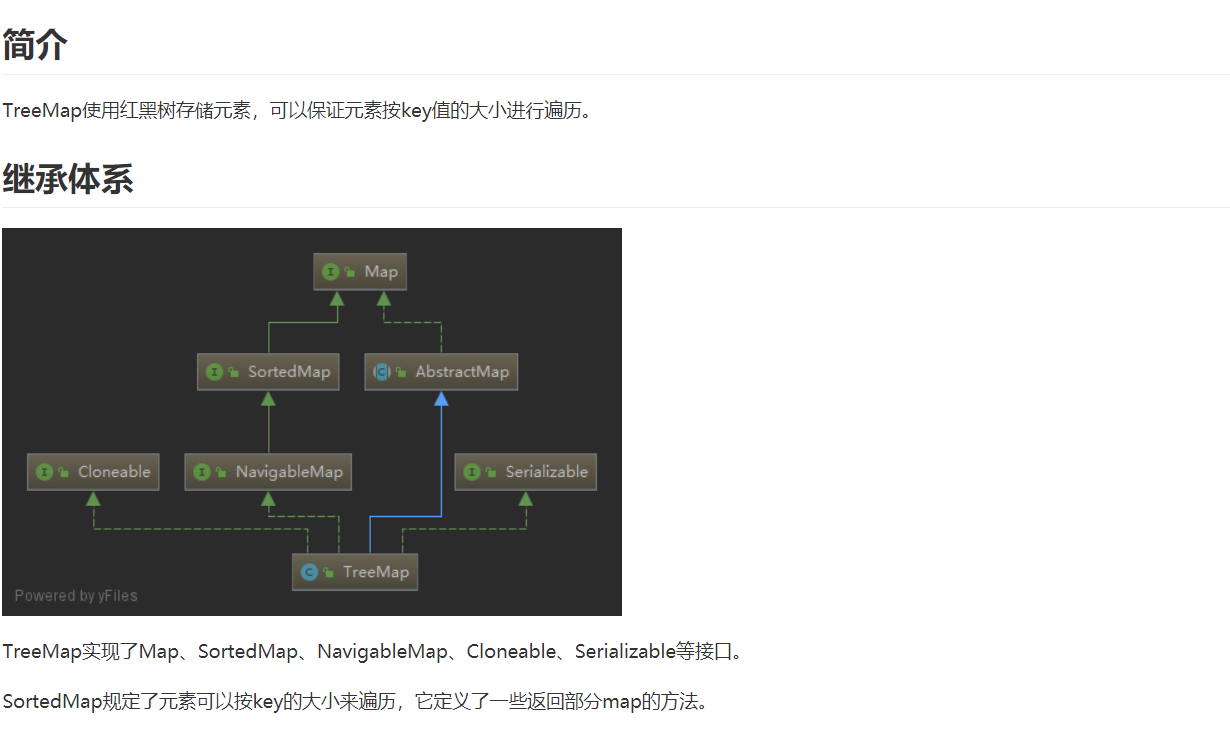 简介
TreeMap使用红黑树存储元素，可以保证元素按key值的大小进行遍历。
继承体系
I Map
I SortedMap
C AbstractMap
I Cloneable
I NavigableMap
I Serializable
C TreeMap
Powered by yFiles
TreeMap实现了Map、SortedMap、NavigableMap、Cloneable、Serializable等接口。
SortedMap规定了元素可以按key的大小来遍历，它定义了一些返回部分map的方法。